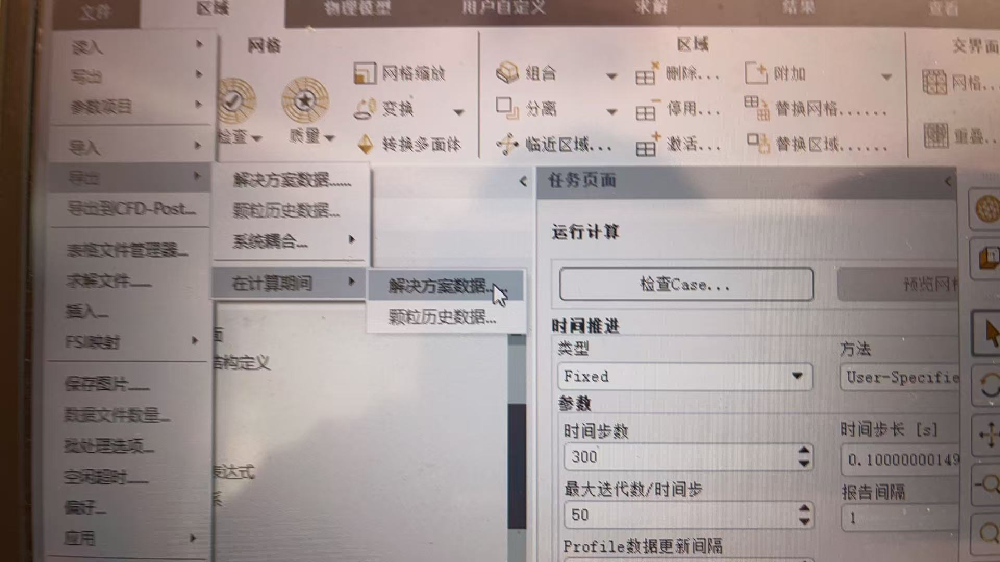 文件
区域
物理模型
用户自定义
求解
结果
查看
读入
写出
参数项目
导入
导出
导出到CFD-Post...
表格文件管理器...
求解文件......
插入...
FSI映射
保存图片......
数据文件数量...
批处理选项...
空闲超时......
偏好...
应用
网格
检查
质量
网格缩放
变换
转换多面体
区域
组合
分离
临近区域...
删除...
停用...
激活...
附加
替换网格......
替换区域......
交界面
网格...
重叠...
解决方案数据......
颗粒历史数据...
系统耦合...
在计算期间
解决方案数据...
颗粒历史数据...
面
结构定义
表达式
系
任务页面
运行计算
检查Case...
预览网格
时间推进
类型
方法
Fixed
User-Specifie
参数
时间步数
时间步长 [s]
300
0.10000000149
最大迭代数/时间步
报告间隔
50
1
Profile数据更新间隔